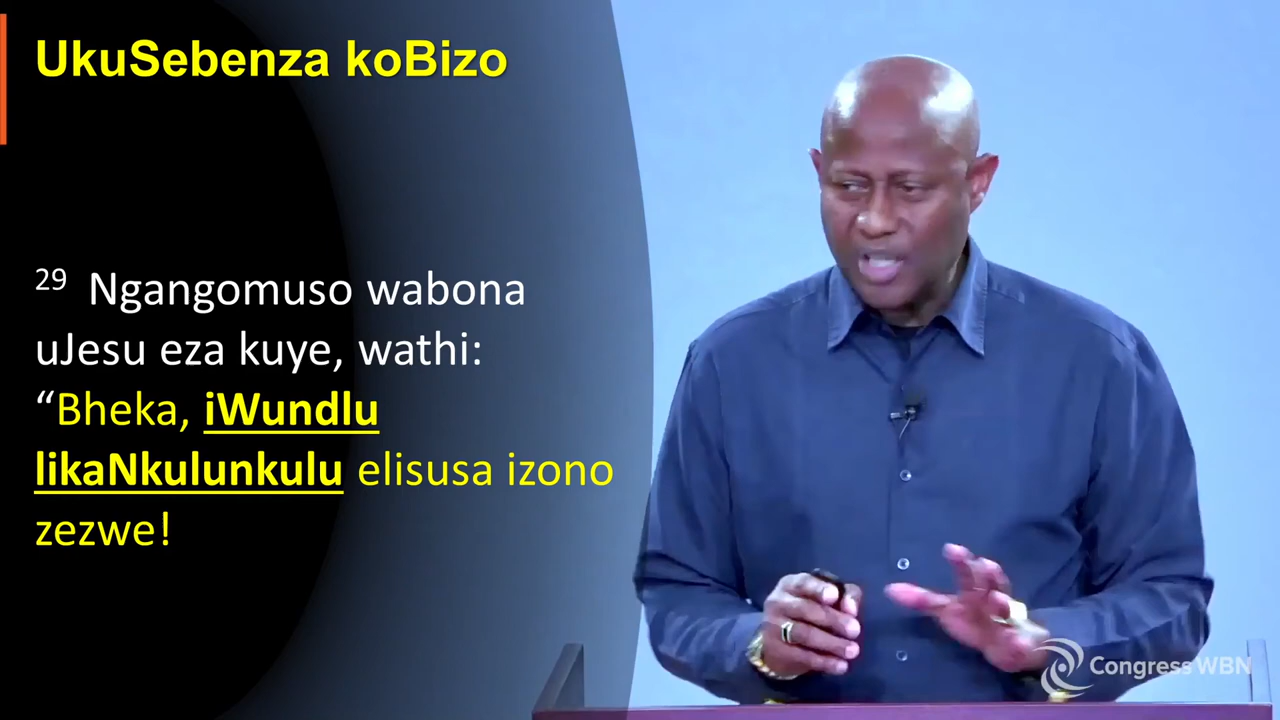 UkuSebenza koBizo
29 Ngangomuso wabona
uJesu eza kuye, wathi:
“Bheka, iWundlu
likaNkulunkulu elisusa izono
zezwe!
Congress WBN